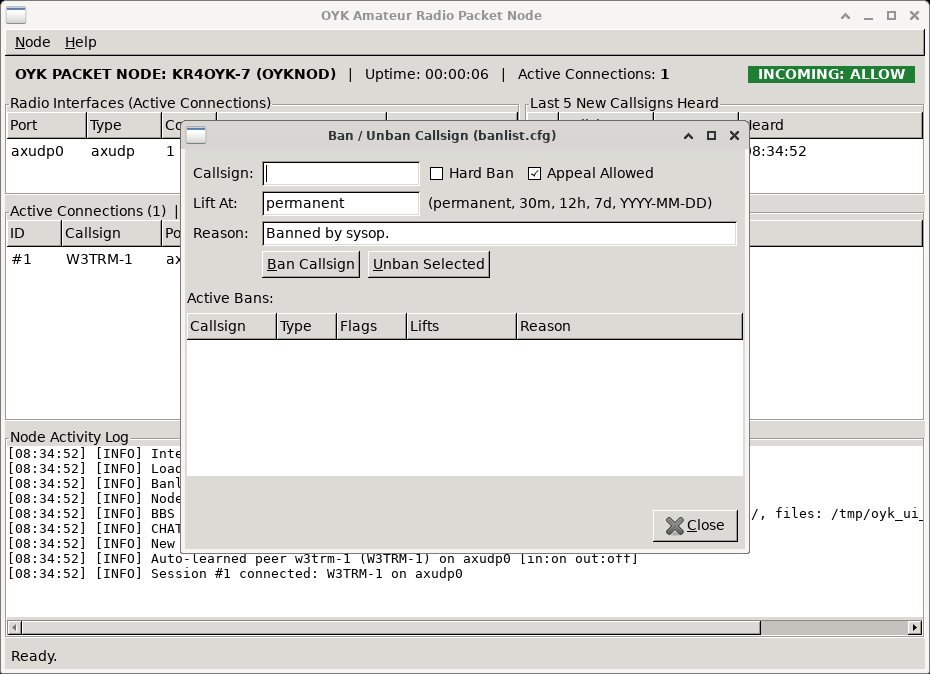 OYK Amateur Radio Packet Node
Node Help
OYK PACKET NODE: KR4OYK-7 (OYKNOD) | Uptime: 00:00:06 | Active Connections: 1 INCOMING: ALLOW
Radio Interfaces (Active Connections) Last 5 New Callsigns Heard
Port Type Heard
axudp0 axudp 1 08:34:52
Active Connections (1) |
ID Callsign
#1 W3TRM-1
Ban / Unban Callsign (banlist.cfg)
Callsign: Hard Ban Appeal Allowed
Lift At: permanent (permanent, 30m, 12h, 7d, YYYY-MM-DD)
Reason: Banned by sysop.
Ban Callsign Unban Selected
Active Bans:
Callsign Type Flags Lifts Reason
Close
Node Activity Log
[08:34:52] [INFO] Inte
[08:34:52] [INFO] Load
[08:34:52] [INFO] Banl
[08:34:52] [INFO] Node
[08:34:52] [INFO] BBS /, files: /tmp/oyk_ui_
[08:34:52] [INFO] CHAT
[08:34:52] [INFO] New
[08:34:52] [INFO] Auto-learned peer w3trm-1 (W3TRM-1) on axudp0 [in:on out:off]
[08:34:52] [INFO] Session #1 connected: W3TRM-1 on axudp0
Ready.